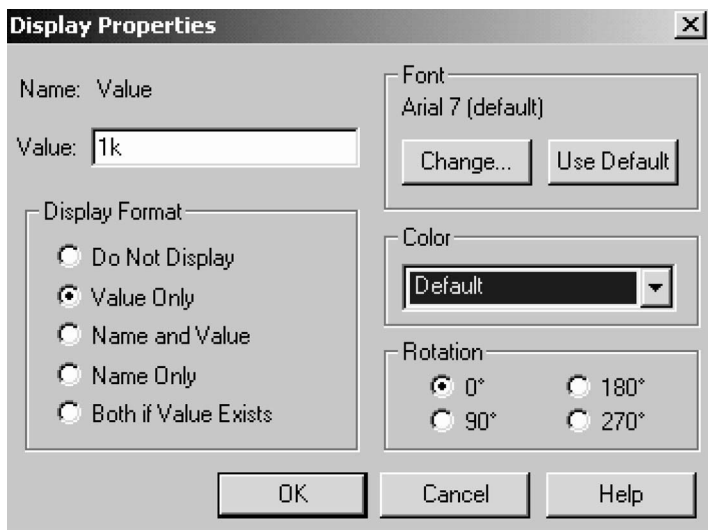 Display Properties
Name: Value
Value: 1k
Display Format
Do Not Display
Value Only
Name and Value
Name Only
Both if Value Exists
Font
Arial 7 (default)
Change... Use Default
Color
Default
Rotation
0° 180°
90° 270°
OK Cancel Help